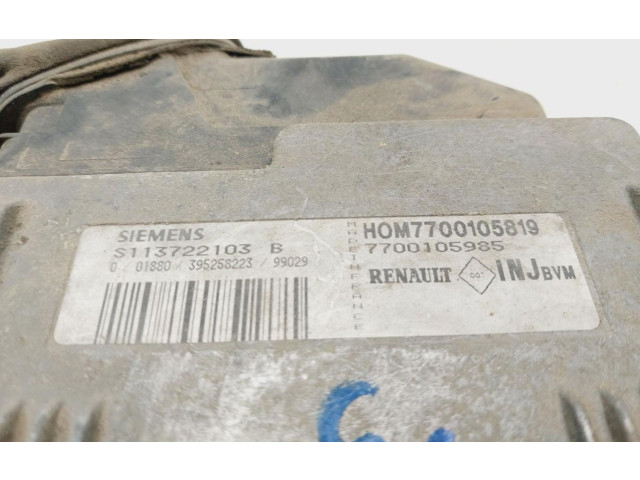 SIEMENS
S113722103 B
0 / 01880 / 395258223 / 99029
MADE IN FRANCE
HOM7700105819
7700105985
RENAULT INJ BVM